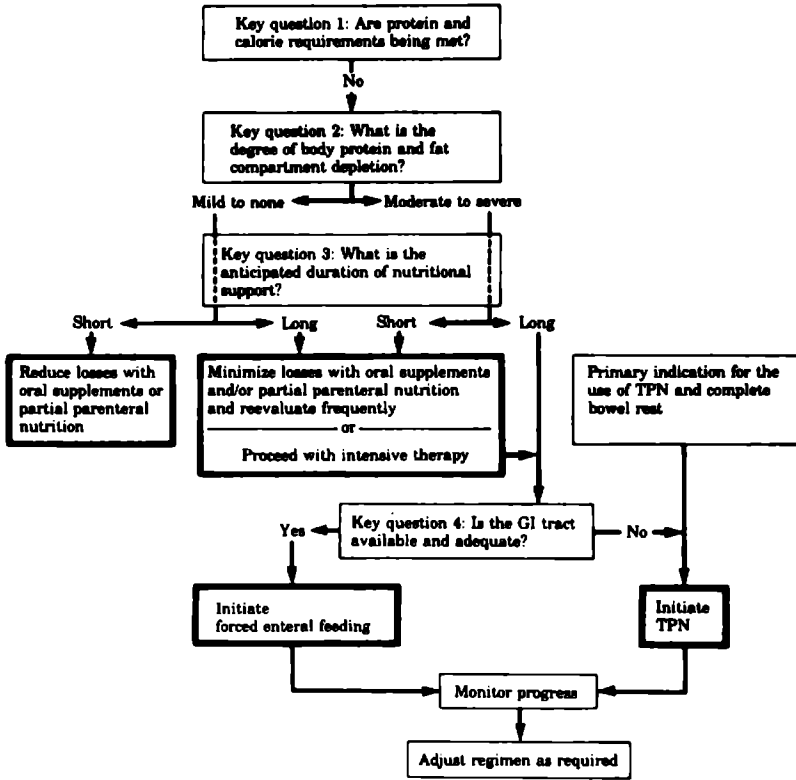 Key question 1: Are protein and
calorie requirements being met?
No
Key question 2: What is the
degree of body protein and fat
compartment depletion?
Mild to none
Moderate to severe
Key question 3: What is the
anticipated duration of nutritional
support?
Short
Long
Short
Long
Reduce losses with
oral supplements or
partial parenteral
nutrition
Minimize losses with oral supplements
and/or partial parenteral nutrition
and reevaluate frequently
or
Proceed with intensive therapy
Primary indication for the
use of TPN and complete
bowel rest
Key question 4: Is the GI tract
available and adequate?
Yes
No
Initiate
forced enteral feeding
Initiate
TPN
Monitor progress
Adjust regimen as required